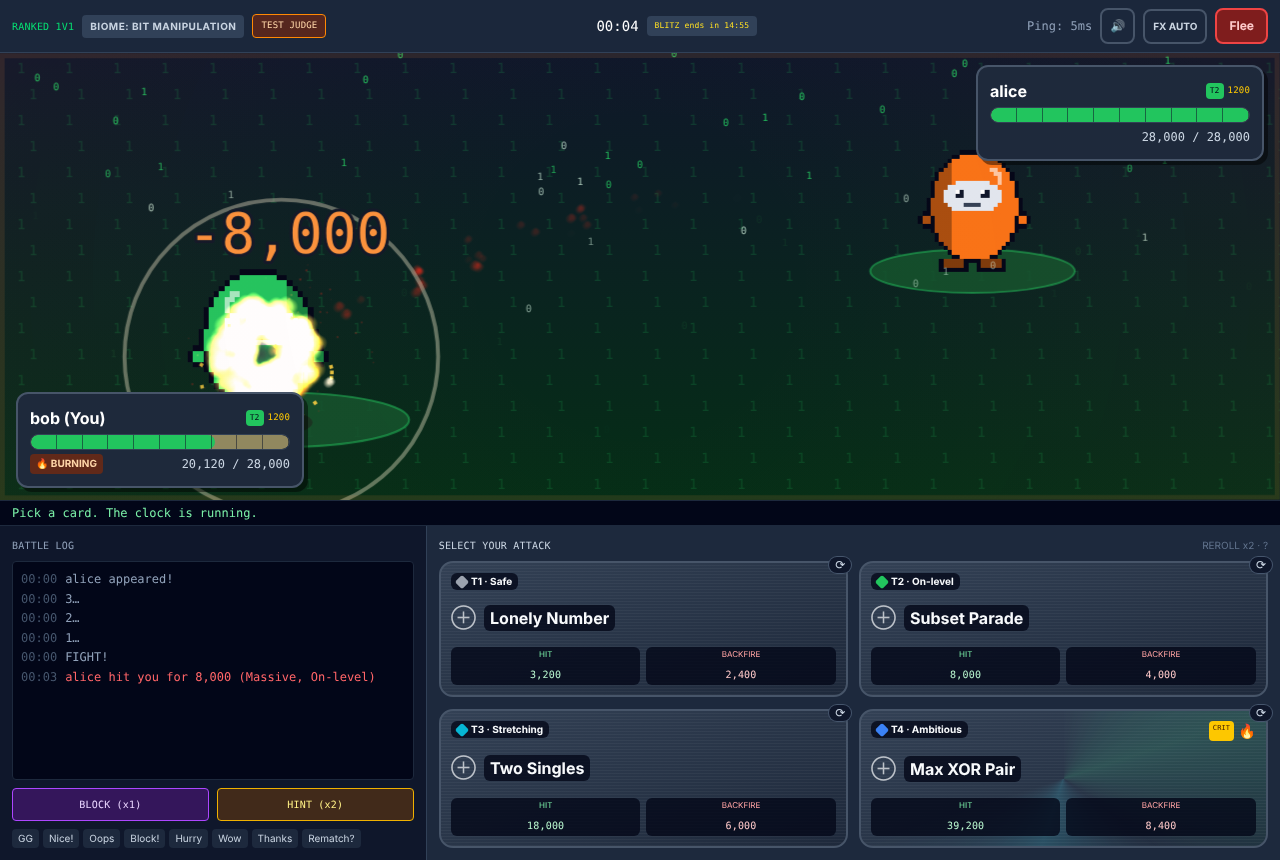 RANKED 1V1 BIOME: BIT MANIPULATION TEST JUDGE 00:04 BLITZ ends in 14:55 Ping: 5ms FX AUTO Flee
alice T2 1200
28,000 / 28,000
-8,000
bob (You) T2 1200
BURNING 20,120 / 28,000
Pick a card. The clock is running.
BATTLE LOG
00:00 alice appeared!
00:00 3…
00:00 2…
00:00 1…
00:00 FIGHT!
00:03 alice hit you for 8,000 (Massive, On-level)
BLOCK (x1) HINT (x2)
GG Nice! Oops Block! Hurry Wow Thanks Rematch?
SELECT YOUR ATTACK REROLL x2 · ?
T1 · Safe
Lonely Number
HIT BACKFIRE
3,200 2,400
T2 · On-level
Subset Parade
HIT BACKFIRE
8,000 4,000
T3 · Stretching
Two Singles
HIT BACKFIRE
18,000 6,000
T4 · Ambitious CRIT
Max XOR Pair
HIT BACKFIRE
39,200 8,400